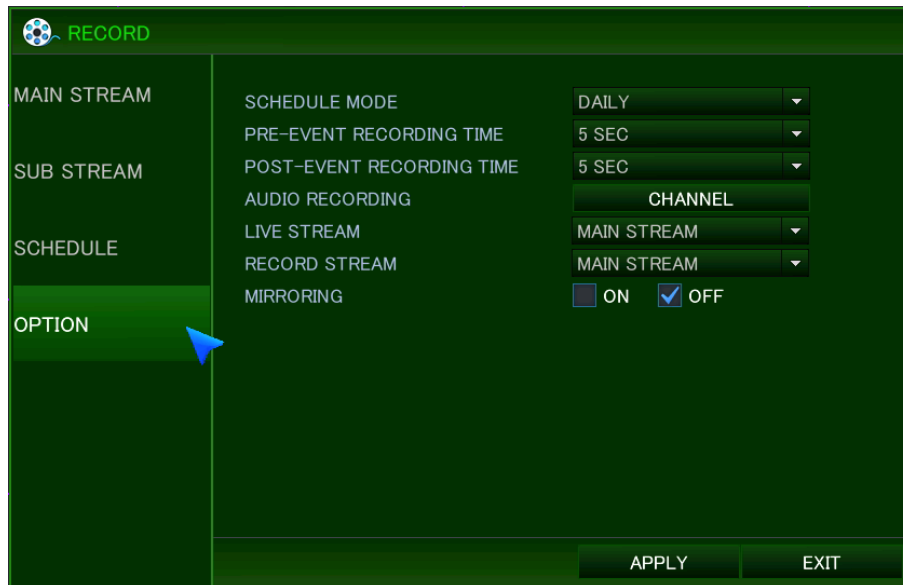 RECORD
MAIN STREAM
SUB STREAM
SCHEDULE
OPTION
SCHEDULE MODE DAILY
PRE-EVENT RECORDING TIME 5 SEC
POST-EVENT RECORDING TIME 5 SEC
AUDIO RECORDING CHANNEL
LIVE STREAM MAIN STREAM
RECORD STREAM MAIN STREAM
MIRRORING ON OFF
APPLY EXIT